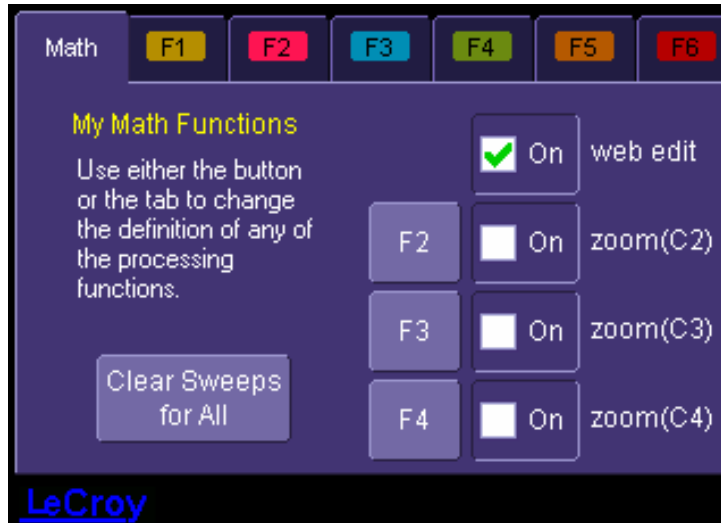 Math F1 F2 F3 F4 F5 F6
My Math Functions
Use either the button
or the tab to change
the definition of any of
the processing
functions.
Clear Sweeps
for All
On web edit
F2 On zoom(C2)
F3 On zoom(C3)
F4 On zoom(C4)
LeCroy